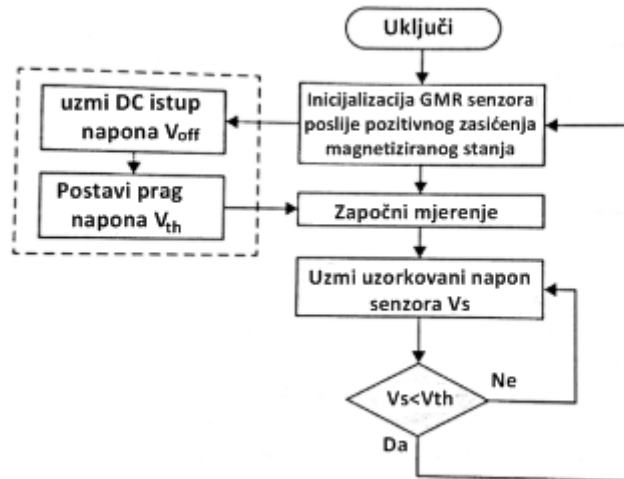 Uključi
Inicijalizacija GMR senzora
poslije pozitivnog zasićenja
magnetiziranog stanja
uzmi DC istup
napona Voff
Postavi prag
napona Vth
Započni mjerenje
Uzmi uzorkovani napon
senzora Vs
Vs<Vth
Ne
Da